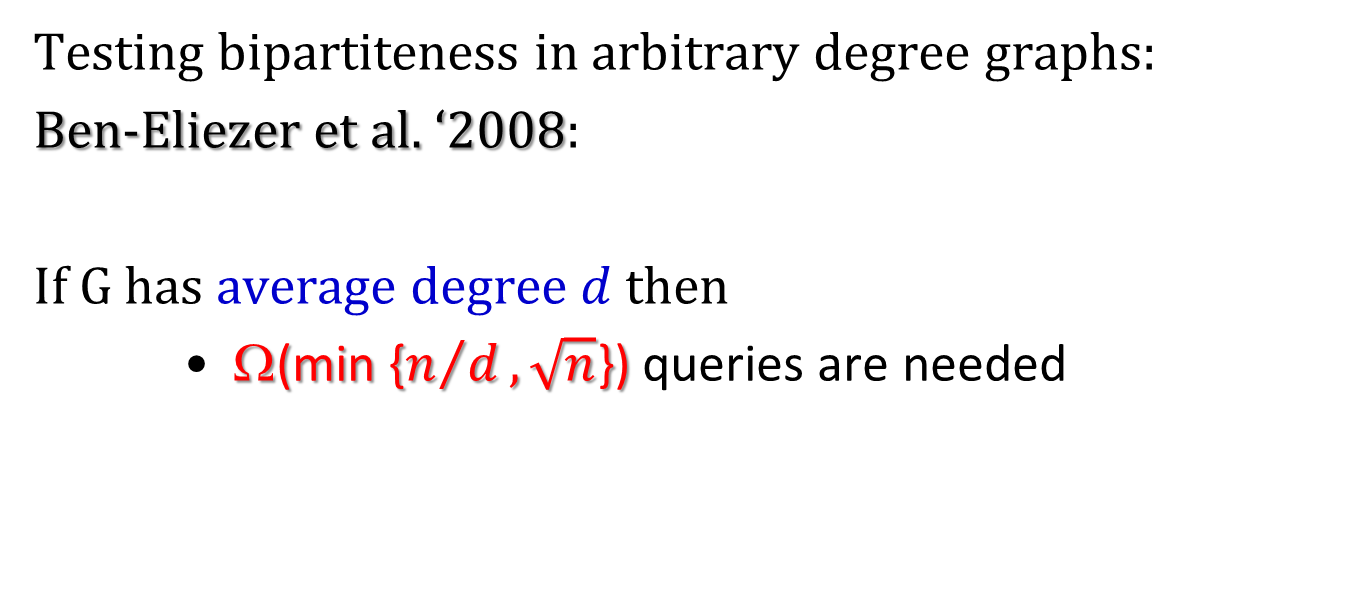 Testing bipartiteness in arbitrary degree graphs:
Ben-Eliezer et al. ‘2008:
If G has average degree d then
• Ω(min {n/d , √n}) queries are needed